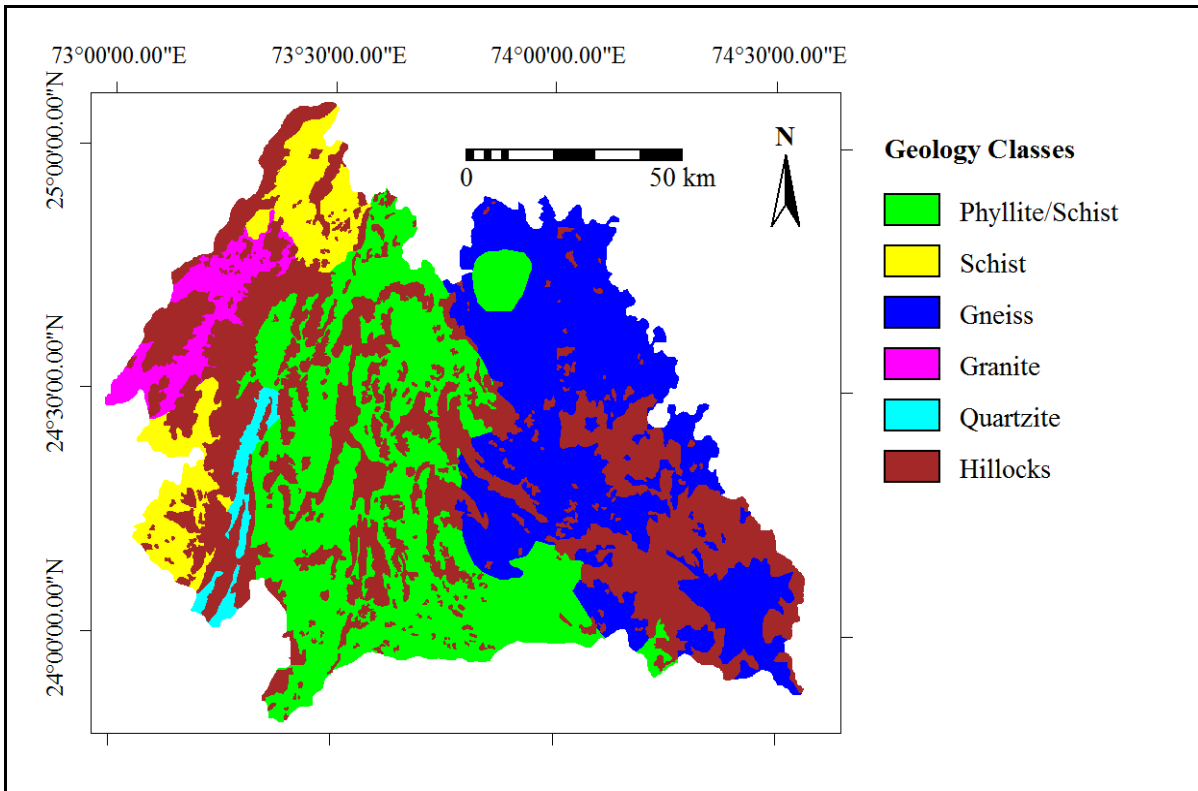 73°00'00.00"E 73°30'00.00"E 74°00'00.00"E 74°30'00.00"E
25°00'00.00"N
24°30'00.00"N
24°00'00.00"N
N
0 50 km
Geology Classes
Phyllite/Schist
Schist
Gneiss
Granite
Quartzite
Hillocks